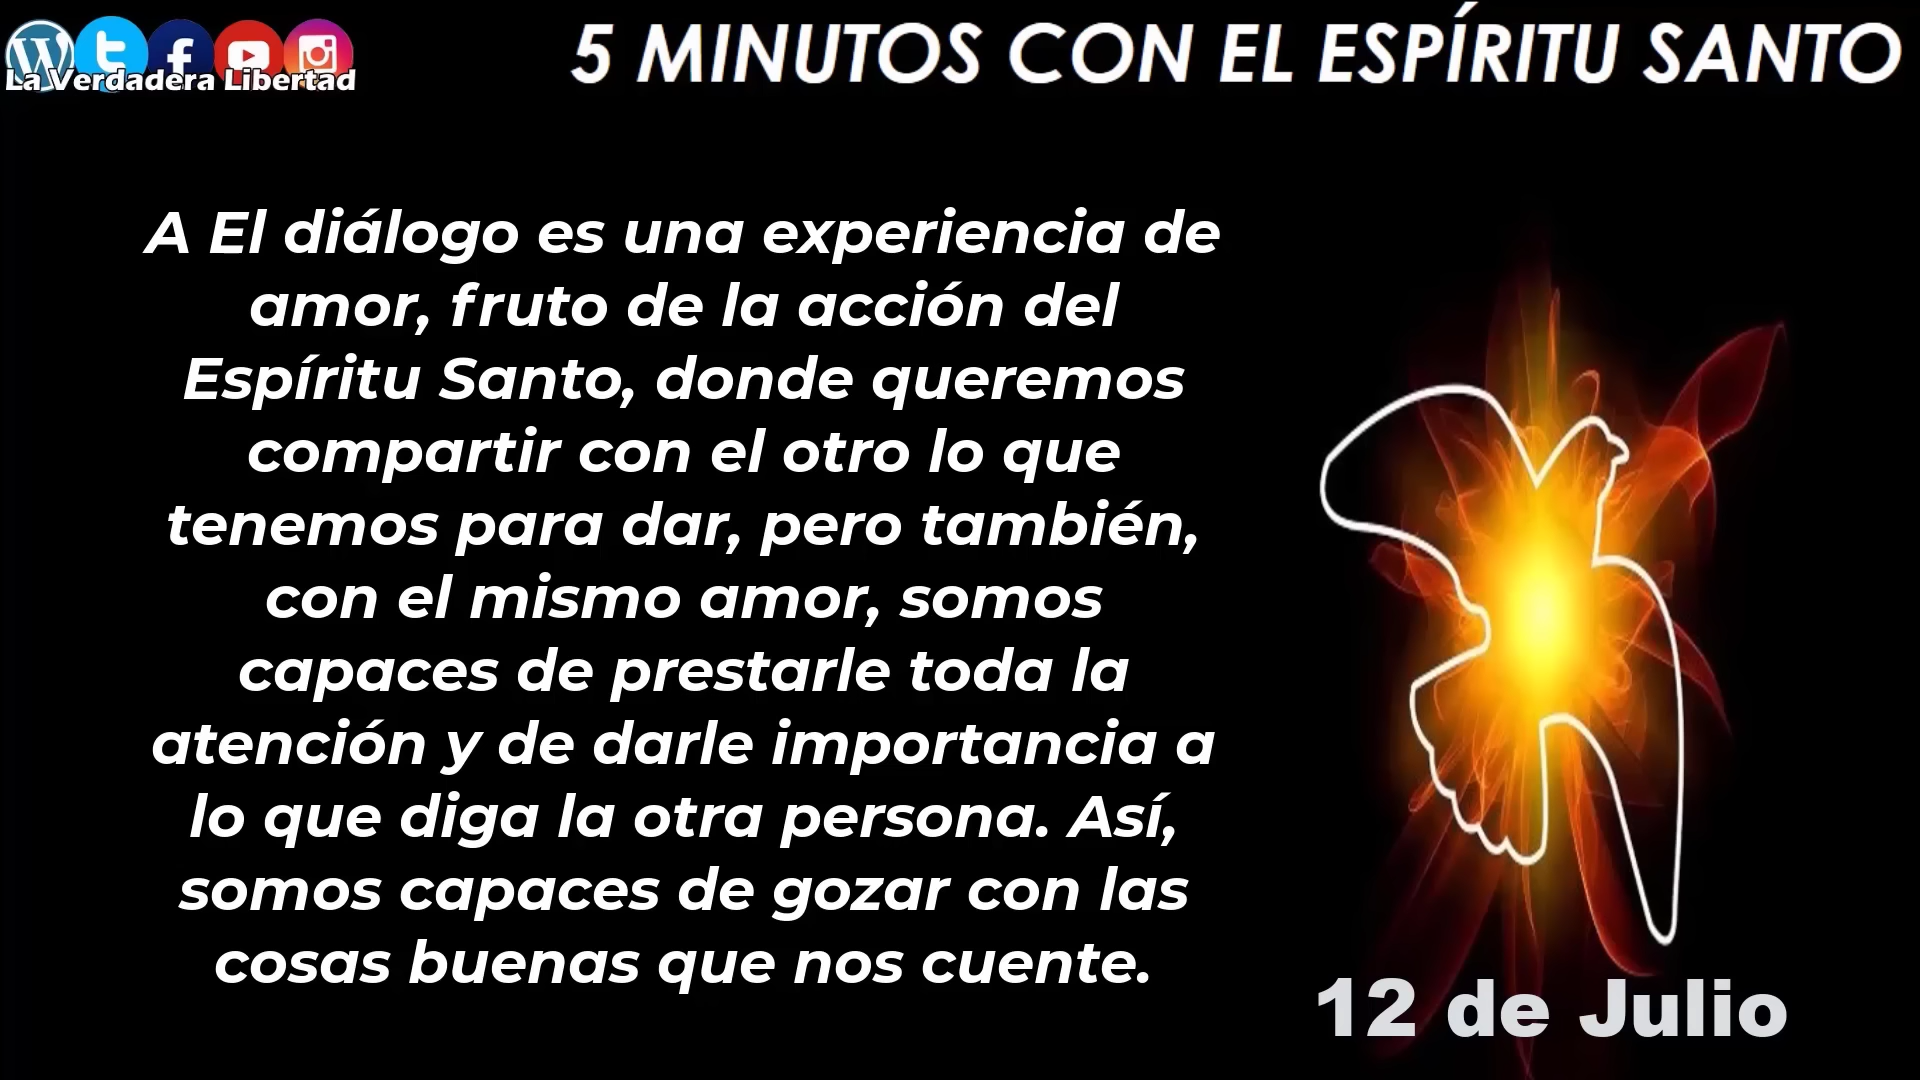 La Verdadera Libertad
5 MINUTOS CON EL ESPÍRITU SANTO
A El diálogo es una experiencia de
amor, fruto de la acción del
Espíritu Santo, donde queremos
compartir con el otro lo que
tenemos para dar, pero también,
con el mismo amor, somos
capaces de prestarle toda la
atención y de darle importancia a
lo que diga la otra persona. Así,
somos capaces de gozar con las
cosas buenas que nos cuente.
12 de Julio